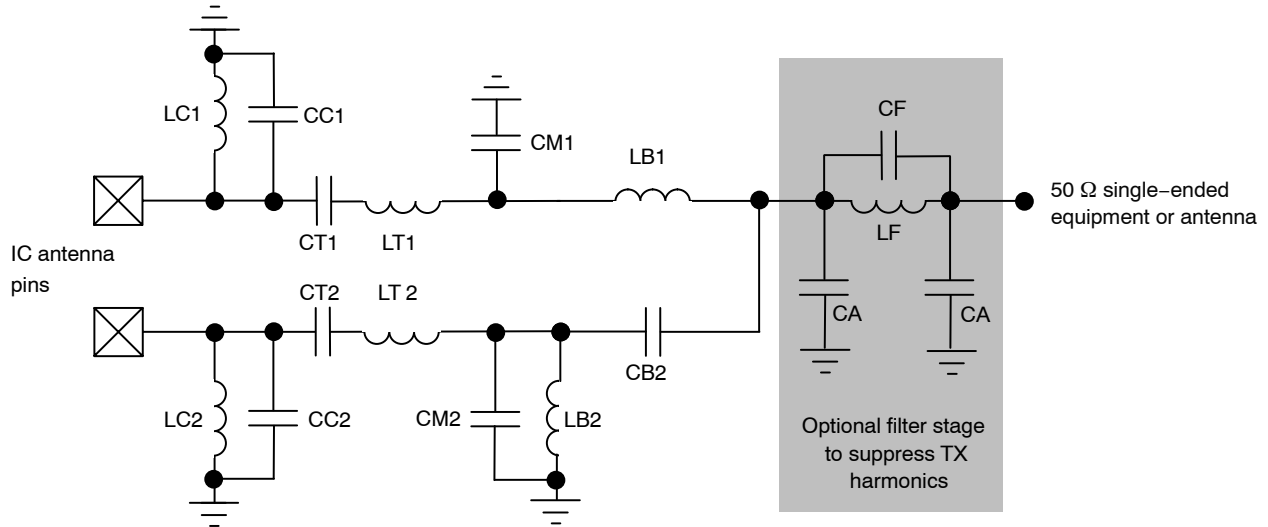 LC1
CC1
CM1
LB1
CF
LF
50 Ω single−ended
equipment or antenna
CT1
LT1
IC antenna
pins
CT2
LT 2
CA
CA
CB2
LC2
CC2
CM2
LB2
Optional filter stage
to suppress TX
harmonics